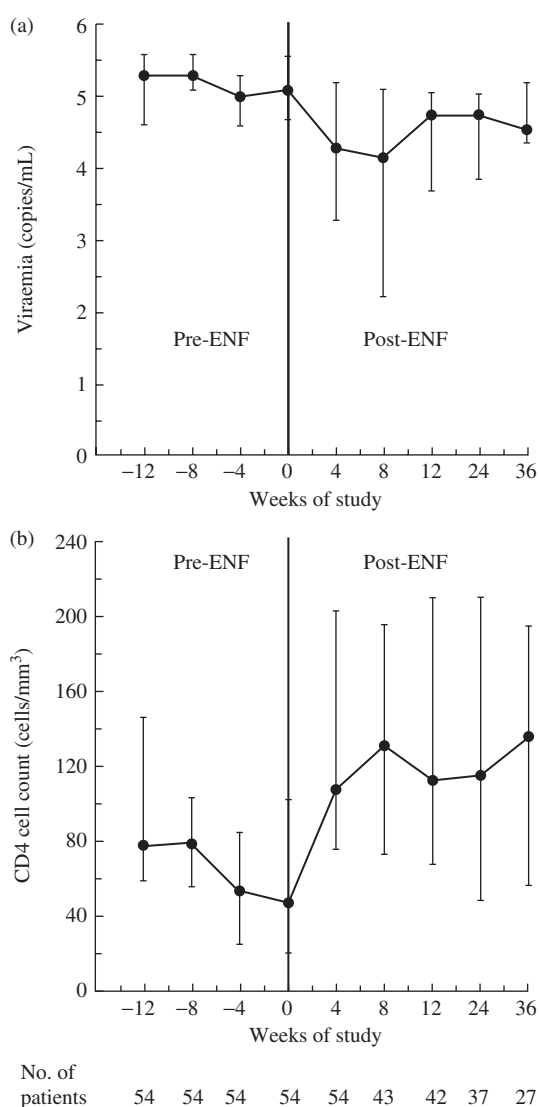 (a)
6
5
4
3
2
1
0
Viraemia (copies/mL)
Pre-ENF Post-ENF
−12 −8 −4 0 4 8 12 24 36
Weeks of study
(b)
240
200
160
120
80
40
0
CD4 cell count (cells/mm³)
Pre-ENF Post-ENF
−12 −8 −4 0 4 8 12 24 36
Weeks of study
No. of
patients 54 54 54 54 54 43 42 37 27